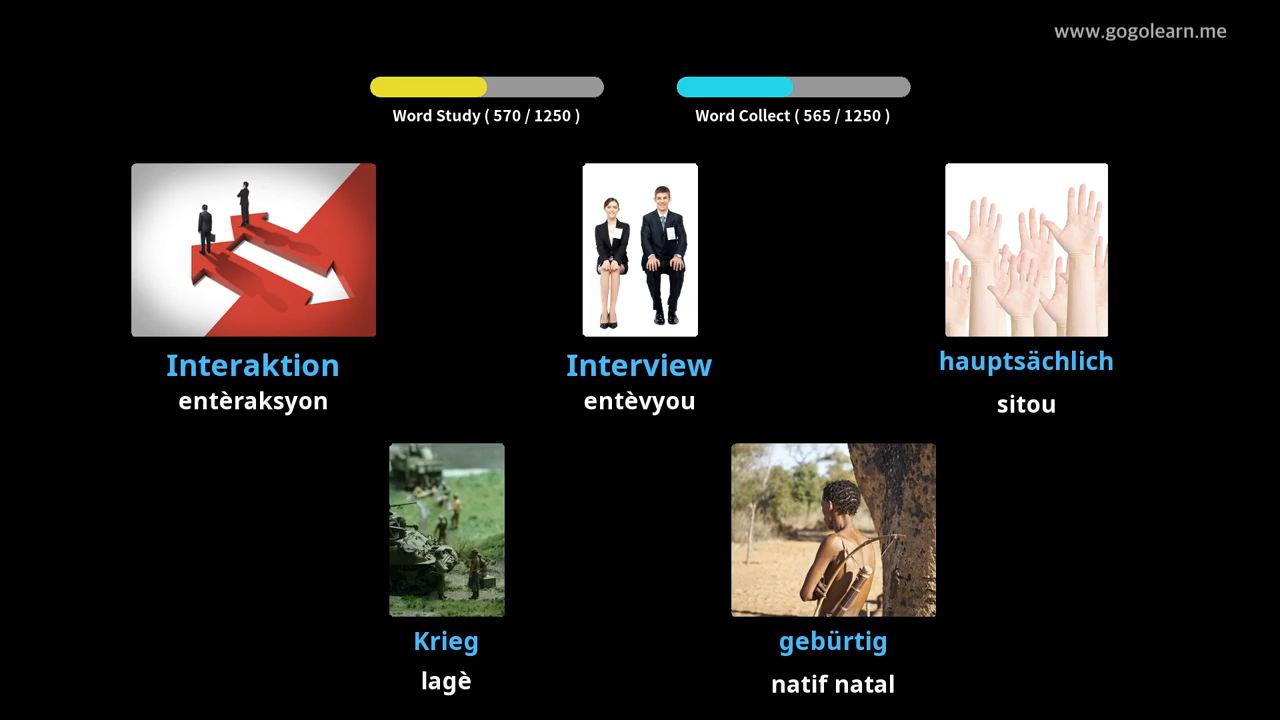 www.gogolearn.me
Word Study ( 570 / 1250 )
Word Collect ( 565 / 1250 )
Interaktion
entèraksyon
Interview
entèvyou
hauptsächlich
sitou
Krieg
lagè
gebürtig
natif natal